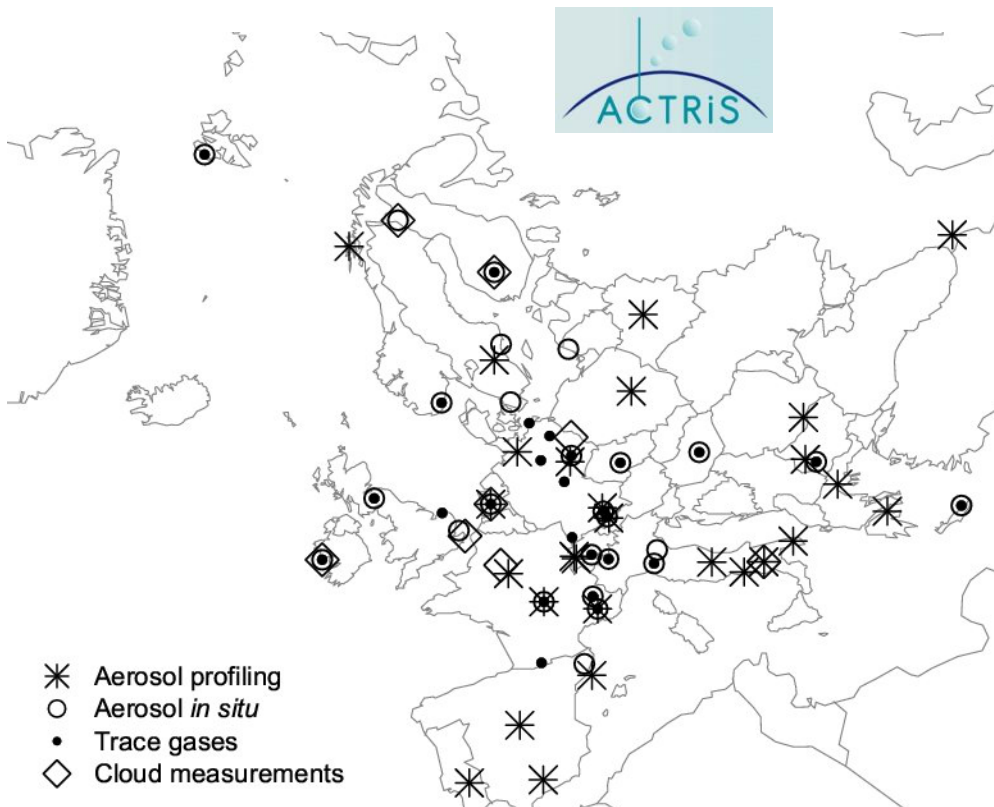 ACTRiS
Aerosol profiling
Aerosol in situ
Trace gases
Cloud measurements